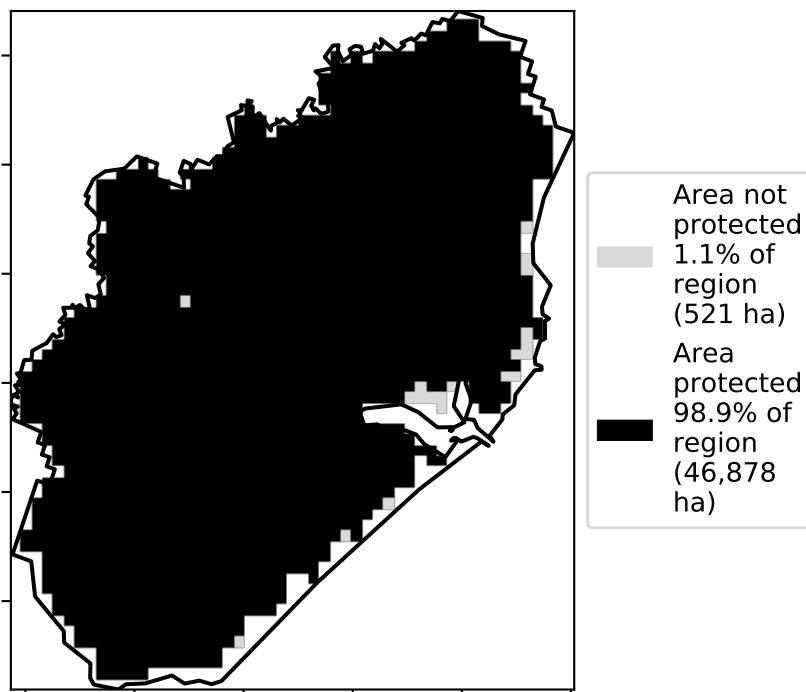 Area not
protected
1.1% of
region
(521 ha)
Area
protected
98.9% of
region
(46,878
ha)